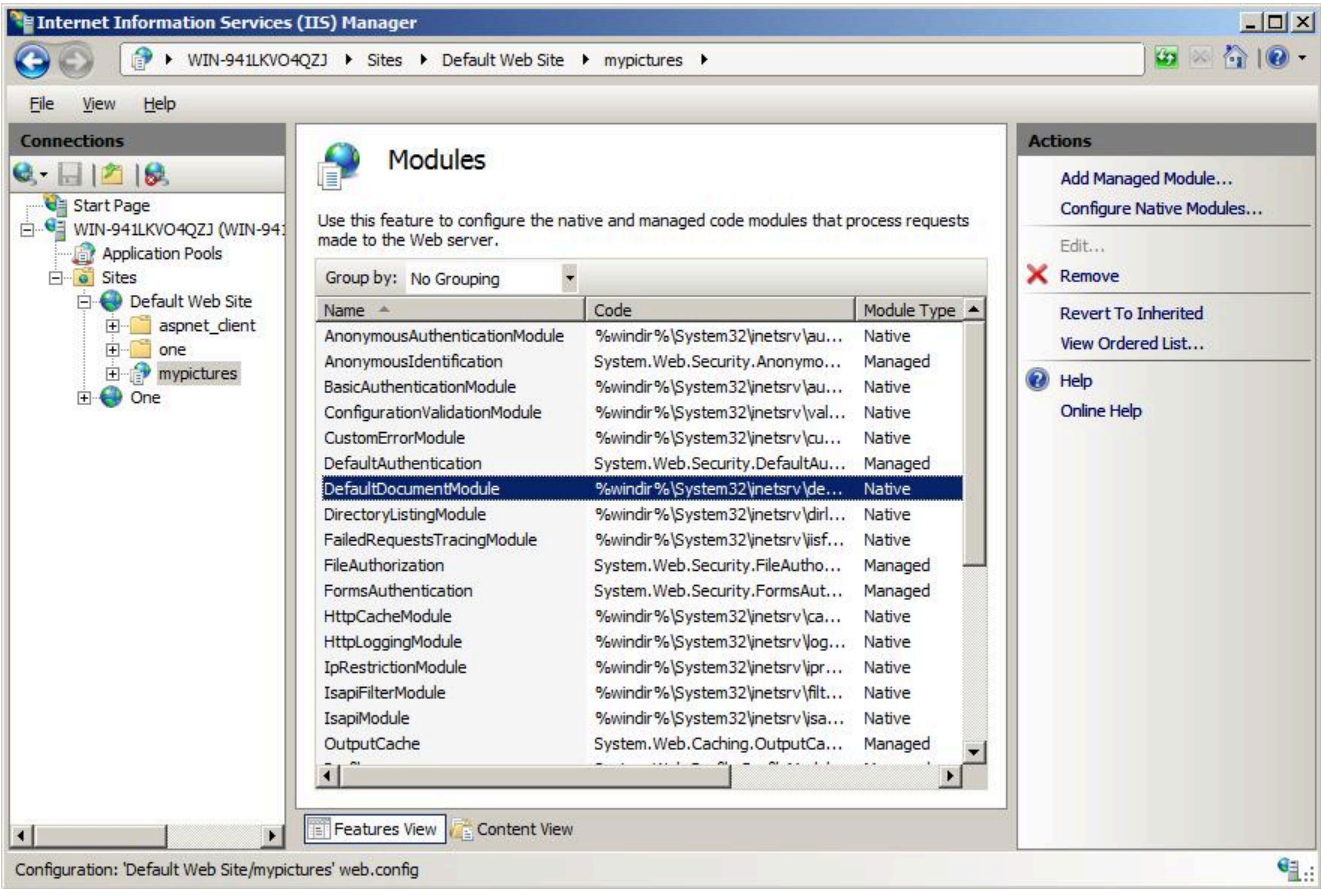 Internet Information Services (IIS) Manager
WIN-941LKVO4QZJ Sites Default Web Site mypictures
File View Help
Connections
Start Page
WIN-941LKVO4QZJ (WIN-941
Application Pools
Sites
Default Web Site
aspnet_client
one
mypictures
One
Modules
Use this feature to configure the native and managed code modules that process requests
made to the Web server.
Group by: No Grouping
Name Code Module Type
AnonymousAuthenticationModule %windir%\System32\inetsrv\au... Native
AnonymousIdentification System.Web.Security.Anonymo... Managed
BasicAuthenticationModule %windir%\System32\inetsrv\au... Native
ConfigurationValidationModule %windir%\System32\inetsrv\val... Native
CustomErrorModule %windir%\System32\inetsrv\cu... Native
DefaultAuthentication System.Web.Security.DefaultAu... Managed
DefaultDocumentModule %windir%\System32\inetsrv\de... Native
DirectoryListingModule %windir%\System32\inetsrv\dirl... Native
FailedRequestsTracingModule %windir%\System32\inetsrv\iisf... Native
FileAuthorization System.Web.Security.FileAutho... Managed
FormsAuthentication System.Web.Security.FormsAut... Managed
HttpCacheModule %windir%\System32\inetsrv\ca... Native
HttpLoggingModule %windir%\System32\inetsrv\log... Native
IpRestrictionModule %windir%\System32\inetsrv\ipr... Native
IsapiFilterModule %windir%\System32\inetsrv\filt... Native
IsapiModule %windir%\System32\inetsrv\isa... Native
OutputCache System.Web.Caching.OutputCa... Managed
Features View Content View
Actions
Add Managed Module...
Configure Native Modules...
Edit...
Remove
Revert To Inherited
View Ordered List...
Help
Online Help
Configuration: 'Default Web Site/mypictures' web.config